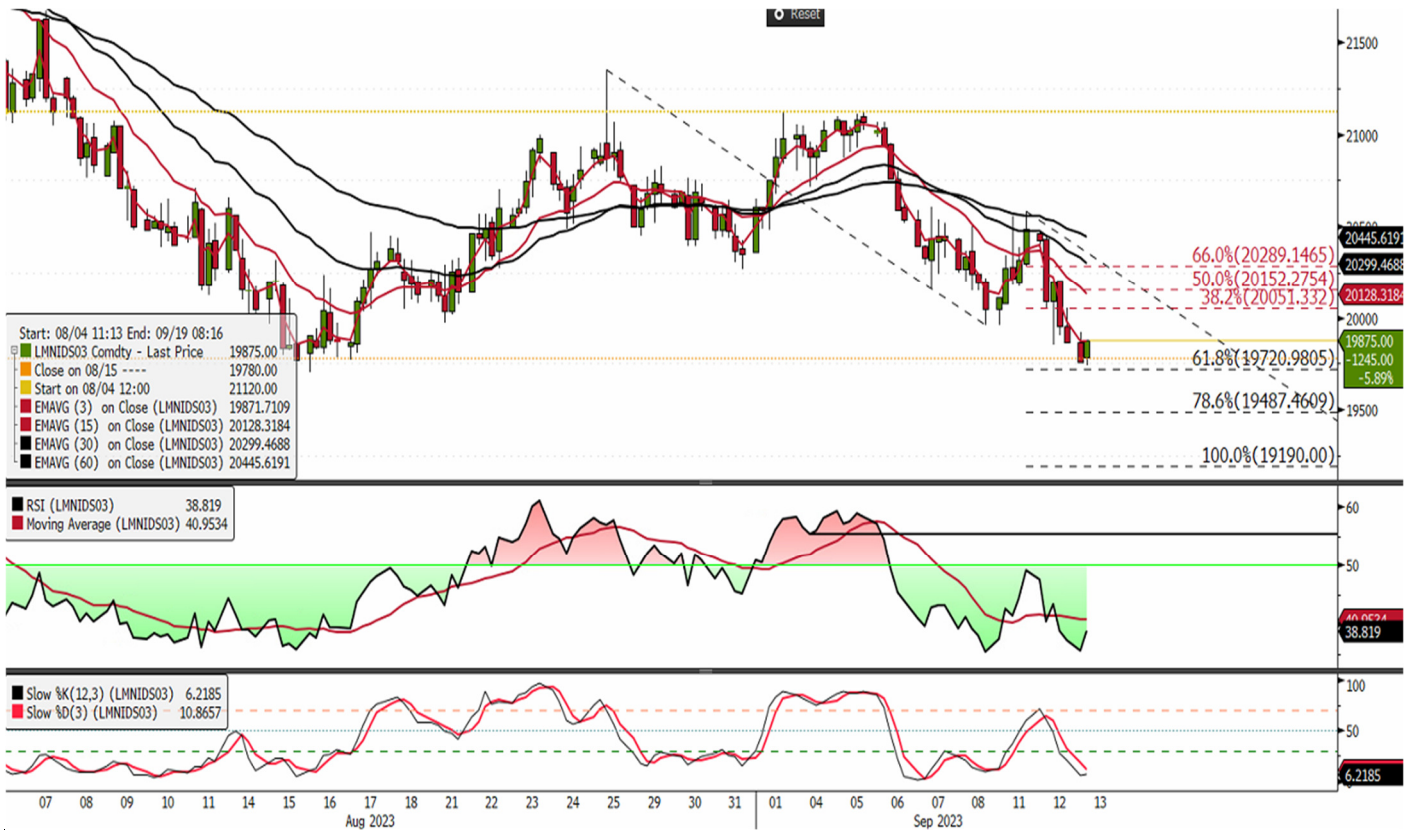 Reset
21500
21000
20500
20445.6191
20299.4688
66.0%(20289.1465)
50.0%(20152.2754)
20128.3184
38.2%(20051.332)
20000
19875.00
-1245.00
-5.89%
61.8%(19720.9805)
78.6%(19487.4609)
19500
100.0%(19190.00)
Start: 08/04 11:13 End: 09/19 08:16
LMNIDS03 Comdty - Last Price 19875.00
Close on 08/15 ---- 19780.00
Start on 08/04 12:00 21120.00
EMAVG (3) on Close (LMNIDS03) 19871.7109
EMAVG (15) on Close (LMNIDS03) 20128.3184
EMAVG (30) on Close (LMNIDS03) 20299.4688
EMAVG (60) on Close (LMNIDS03) 20445.6191
RSI (LMNIDS03) 38.819
Moving Average (LMNIDS03) 40.9534
60
50
40.9534
38.819
Slow %K(12,3) (LMNIDS03) 6.2185
Slow %D(3) (LMNIDS03) 10.8657
100
50
6.2185
07 08 09 10 11 14 15 16 17 18 21 22 23 24 25 28 29 30 31 01 04 05 06 07 08 11 12 13
Aug 2023 Sep 2023